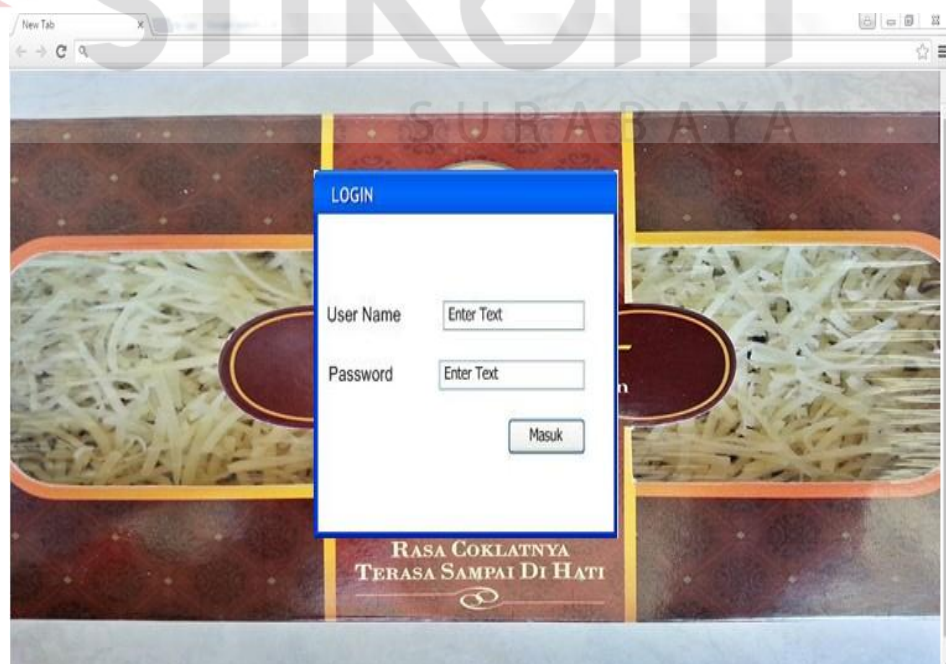 New Tab
SURABAYA
LOGIN
User Name Enter Text
Password Enter Text
Masuk
RASA COKLATNYA
TERASA SAMPAI DI HATI